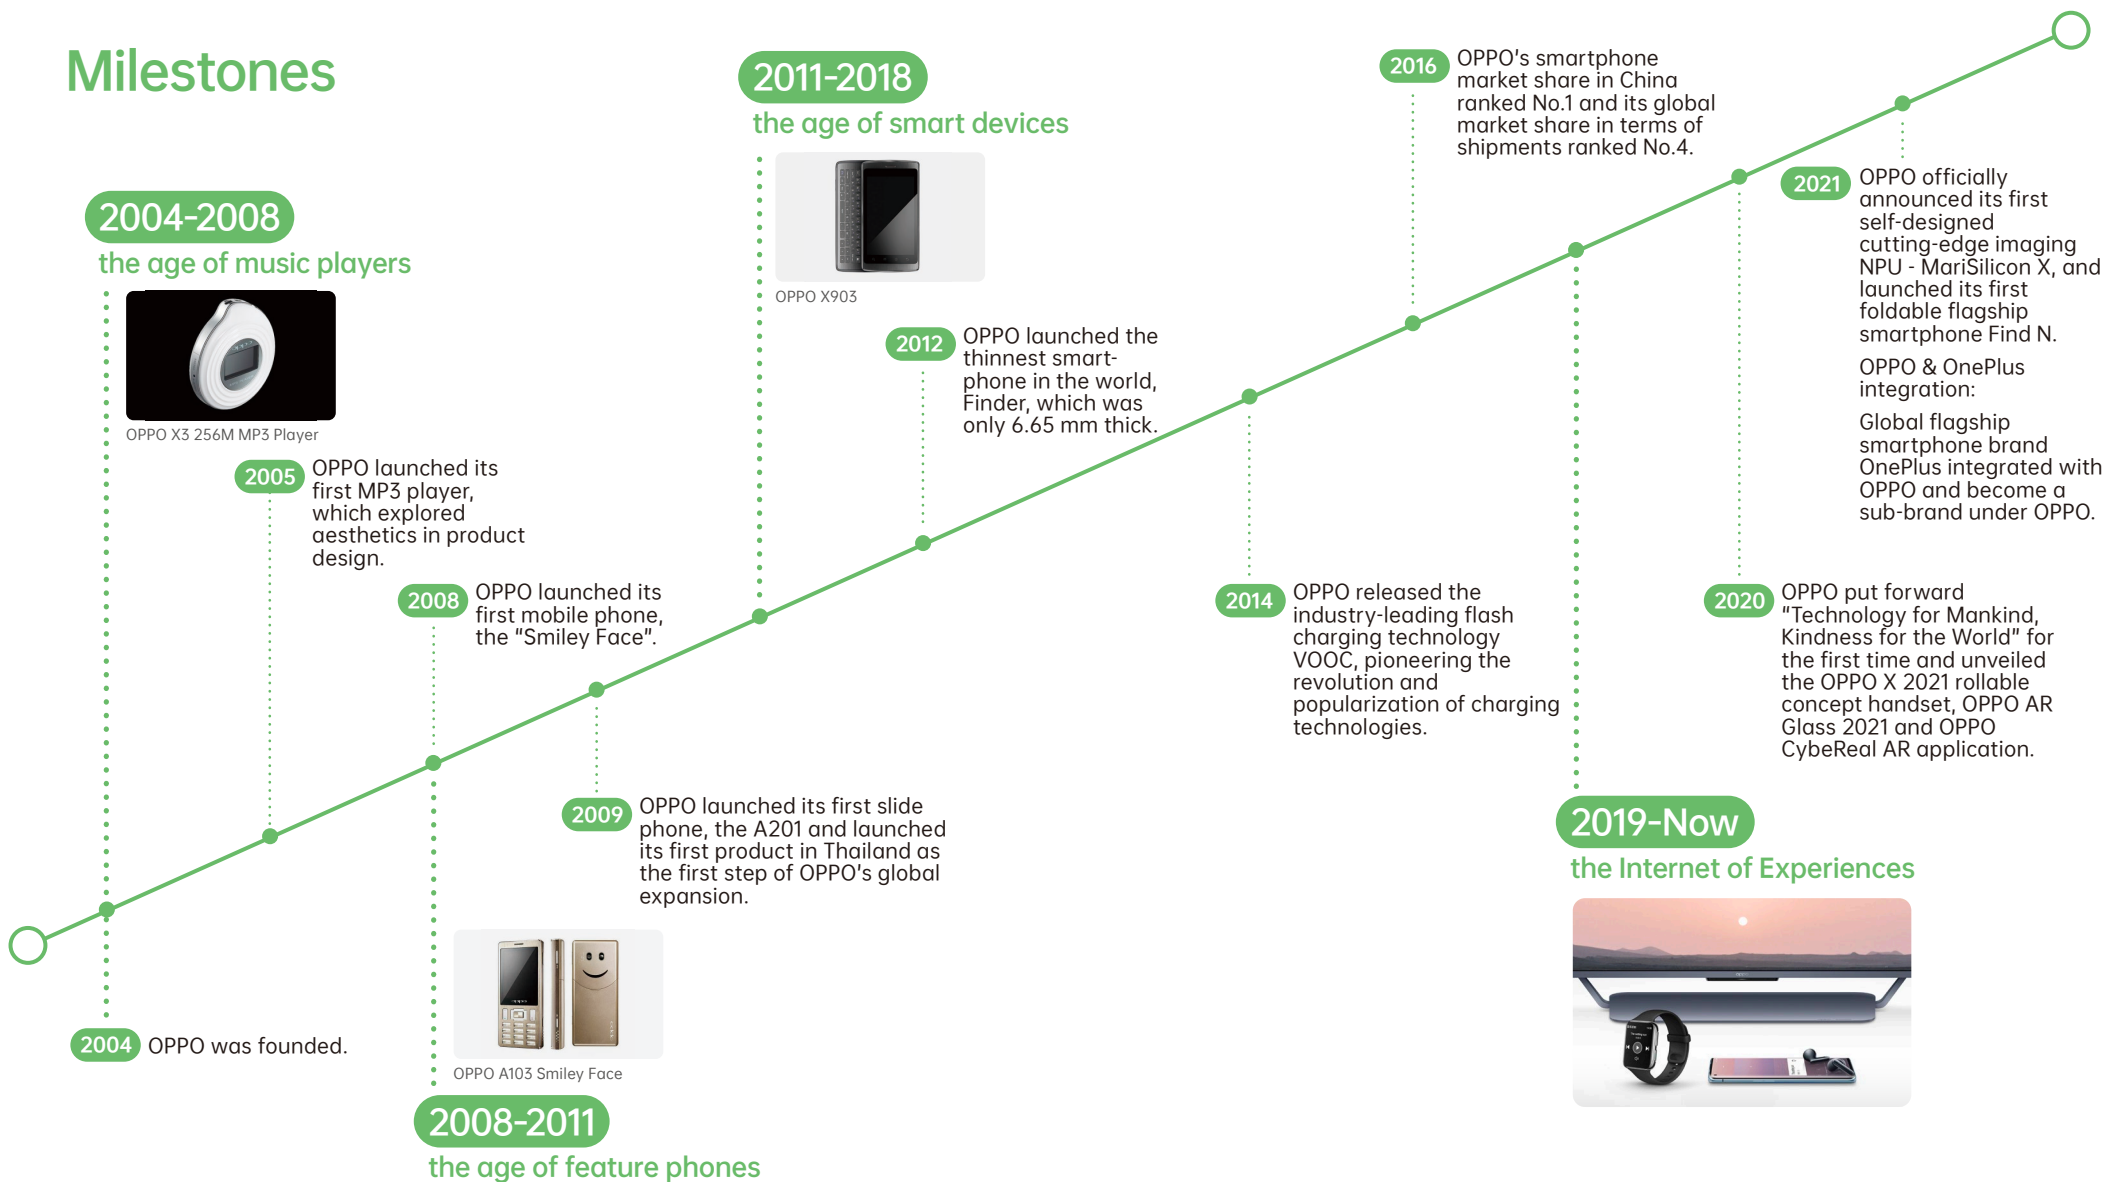 Milestones
2004-2008
the age of music players
OPPO X3 256M MP3 Player
2004
OPPO was founded.
2005
OPPO launched its
first MP3 player,
which explored
aesthetics in product
design.
2008
OPPO launched its
first mobile phone,
the "Smiley Face".
OPPO A103 Smiley Face
2008-2011
the age of feature phones
2009
OPPO launched its first slide
phone, the A201 and launched
its first product in Thailand as
the first step of OPPO's global
expansion.
2011-2018
the age of smart devices
OPPO X903
2012
OPPO launched the
thinnest smart-
phone in the world,
Finder, which was
only 6.65 mm thick.
2014
OPPO released the
industry-leading flash
charging technology
VOOC, pioneering the
revolution and
popularization of charging
technologies.
2016
OPPO's smartphone
market share in China
ranked No.1 and its global
market share in terms of
shipments ranked No.4.
2019-Now
the Internet of Experiences
2020
OPPO put forward
"Technology for Mankind,
Kindness for the World" for
the first time and unveiled
the OPPO X 2021 rollable
concept handset, OPPO AR
Glass 2021 and OPPO
CybeReal AR application.
2021
OPPO officially
announced its first
self-designed
cutting-edge imaging
NPU - MariSilicon X, and
launched its first
foldable flagship
smartphone Find N.
OPPO & OnePlus
integration:
Global flagship
smartphone brand
OnePlus integrated with
OPPO and become a
sub-brand under OPPO.